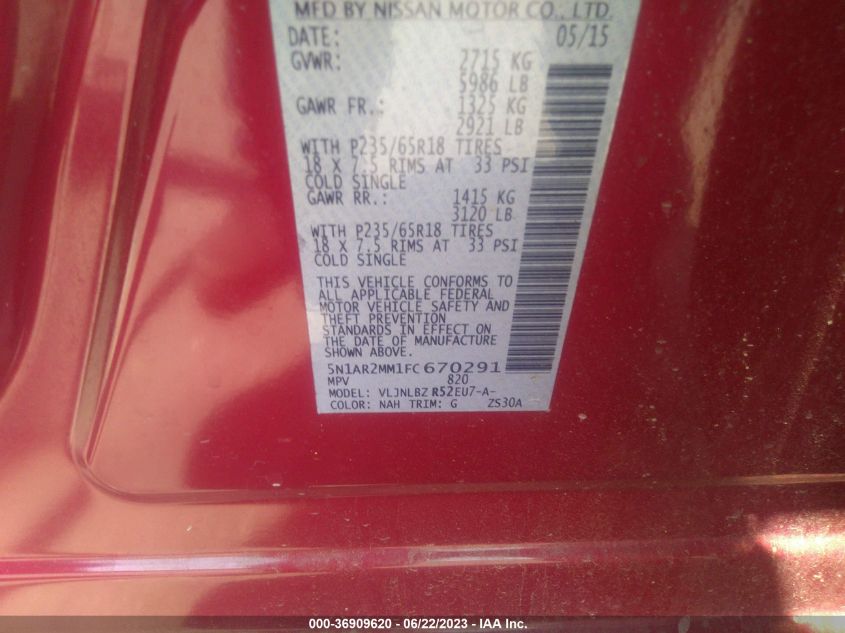 MFD BY NISSAN MOTOR CO., LTD.
DATE: 05/15
GVWR: 2715 KG
5986 LB
GAWR FR.: 1325 KG
2921 LB
WITH P235/65R18 TIRES
18 X 7.5 RIMS AT 33 PSI
COLD SINGLE
GAWR RR.: 1415 KG
3120 LB
WITH P235/65R18 TIRES
18 X 7.5 RIMS AT 33 PSI
COLD SINGLE
THIS VEHICLE CONFORMS TO
ALL APPLICABLE FEDERAL
MOTOR VEHICLE SAFETY AND
THEFT PREVENTION
STANDARDS IN EFFECT ON
THE DATE OF MANUFACTURE
SHOWN ABOVE.
5N1AR2MM1FC670291
MPV 820
MODEL: VLJNLBZ R52EU7-A-
COLOR: NAH TRIM: G ZS30A
000-36909620 - 06/22/2023 - IAA Inc.